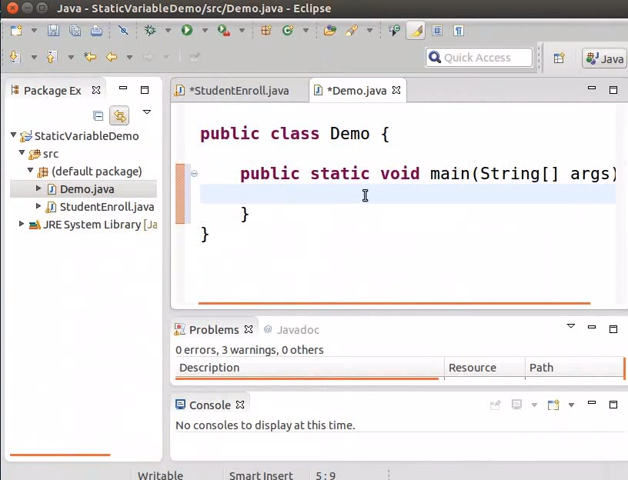 Java - StaticVariableDemo/src/Demo.java - Eclipse
Quick Access
Java
Package Ex
*StudentEnroll.java
*Demo.java
StaticVariableDemo
src
(default package)
Demo.java
StudentEnroll.java
JRE System Library [Ja
public class Demo {
public static void main(String[] args)
}
}
Problems
Javadoc
0 errors, 3 warnings, 0 others
Description Resource Path
Console
No consoles to display at this time.
Writable Smart Insert 5 : 9